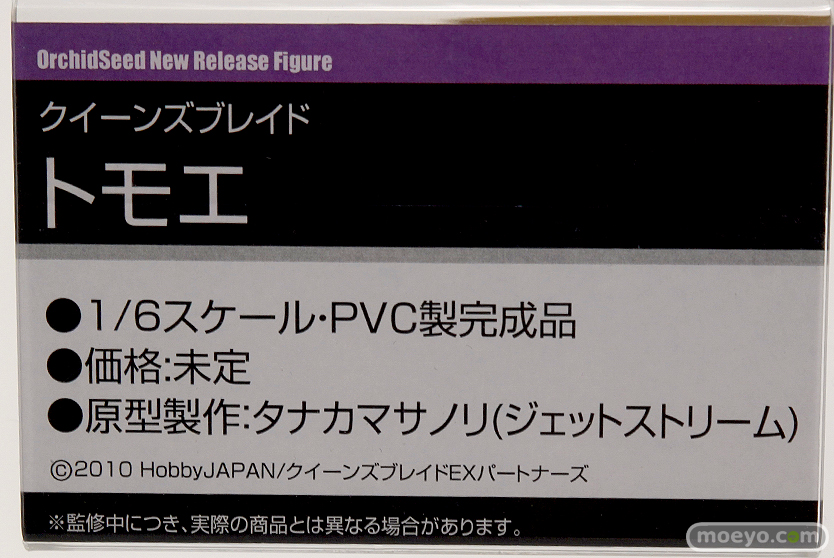 OrchidSeed New Release Figure
クイーンズブレイド
トモエ
●1/6スケール・PVC製完成品
●価格:未定
●原型製作:タナカマサノリ(ジェットストリーム)
©2010 HobbyJAPAN/クイーンズブレイドEXパートナーズ
※監修中につき、実際の商品とは異なる場合があります。
moeyo.com